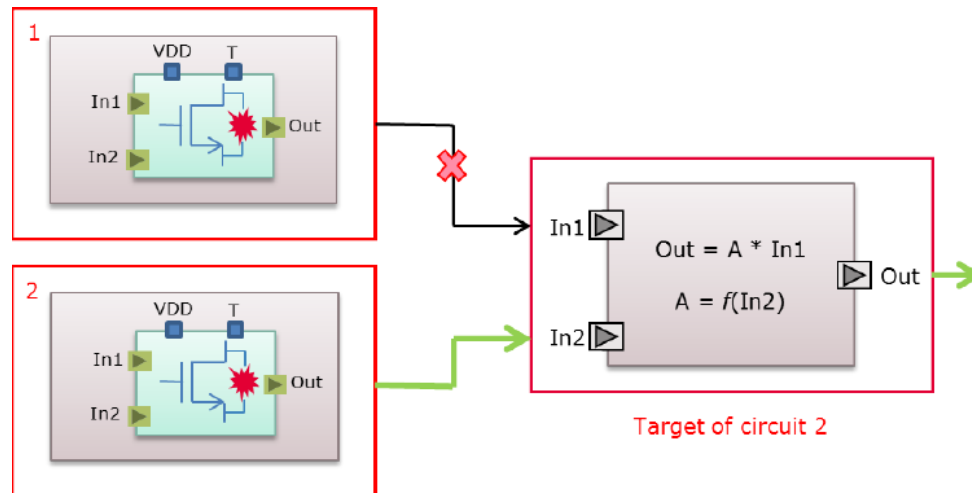 1
VDD T
In1
In2
Out
2
VDD T
In1
In2
Out
In1
In2
Out = A * In1
A = f(In2)
Out
Target of circuit 2